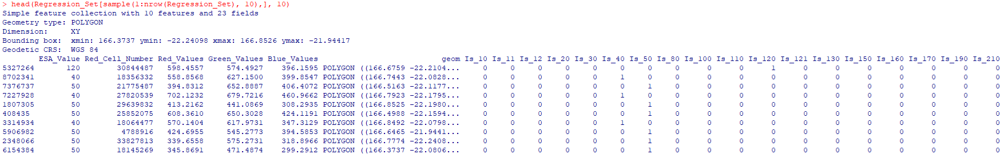 > head(Regression_Set[sample(1:nrow(Regression_Set), 10),], 10)
Simple feature collection with 10 features and 23 fields
Geometry type: POLYGON
Dimension:     XY
Bounding box:  xmin: 166.3737 ymin: -22.24098 xmax: 166.8526 ymax: -21.94417
Geodetic CRS:  WGS 84
        ESA_Value Red_Cell_Number Red_Values Green_Values Blue_Values                           geom Is_10 Is_11 Is_12 Is_20 Is_30 Is_40 Is_50 Is_80 Is_100 Is_110 Is_120 Is_121 Is_130 Is_150 Is_160 Is_170 Is_190 Is_210
5327264       120        30844487   598.4557     574.4927    396.1595 POLYGON ((166.6759 -22.2104...     0     0     0     0     0     0     0     0      0      0      1      0      0      0      0      0      0      0
8702341        40        18356332   558.8568     627.1500    399.8547 POLYGON ((166.7443 -22.0828...     0     0     0     0     0     1     0     0      0      0      0      0      0      0      0      0      0      0
7376737        50        21775487   394.8312     652.8887    406.4072 POLYGON ((166.5163 -22.1177...     0     0     0     0     0     0     1     0      0      0      0      0      0      0      0      0      0      0
7227928        40        27820539   702.1232     679.7216    460.9662 POLYGON ((166.7923 -22.1795...     0     0     0     0     0     1     0     0      0      0      0      0      0      0      0      0      0      0
1807305        50        29639832   413.2162     441.0869    308.2935 POLYGON ((166.8525 -22.1980...     0     0     0     0     0     0     1     0      0      0      0      0      0      0      0      0      0      0
408435         50        25852075   608.3610     650.3028    424.1191 POLYGON ((166.4988 -22.1594...     0     0     0     0     0     0     1     0      0      0      0      0      0      0      0      0      0      0
3314934        40        18064477   570.1404     617.9731    347.3129 POLYGON ((166.8492 -22.0798...     0     0     0     0     0     1     0     0      0      0      0      0      0      0      0      0      0      0
5906982        50         4788916   424.6955     545.2773    394.5853 POLYGON ((166.6465 -21.9441...     0     0     0     0     0     0     1     0      0      0      0      0      0      0      0      0      0      0
2348066        50        33827813   339.6558     575.2731    318.8966 POLYGON ((166.7774 -22.2408...     0     0     0     0     0     0     1     0      0      0      0      0      0      0      0      0      0      0
6154384        50        18145269   345.8691     471.4874    299.2912 POLYGON ((166.3737 -22.0806...     0     0     0     0     0     0     1     0      0      0      0      0      0      0      0      0      0      0